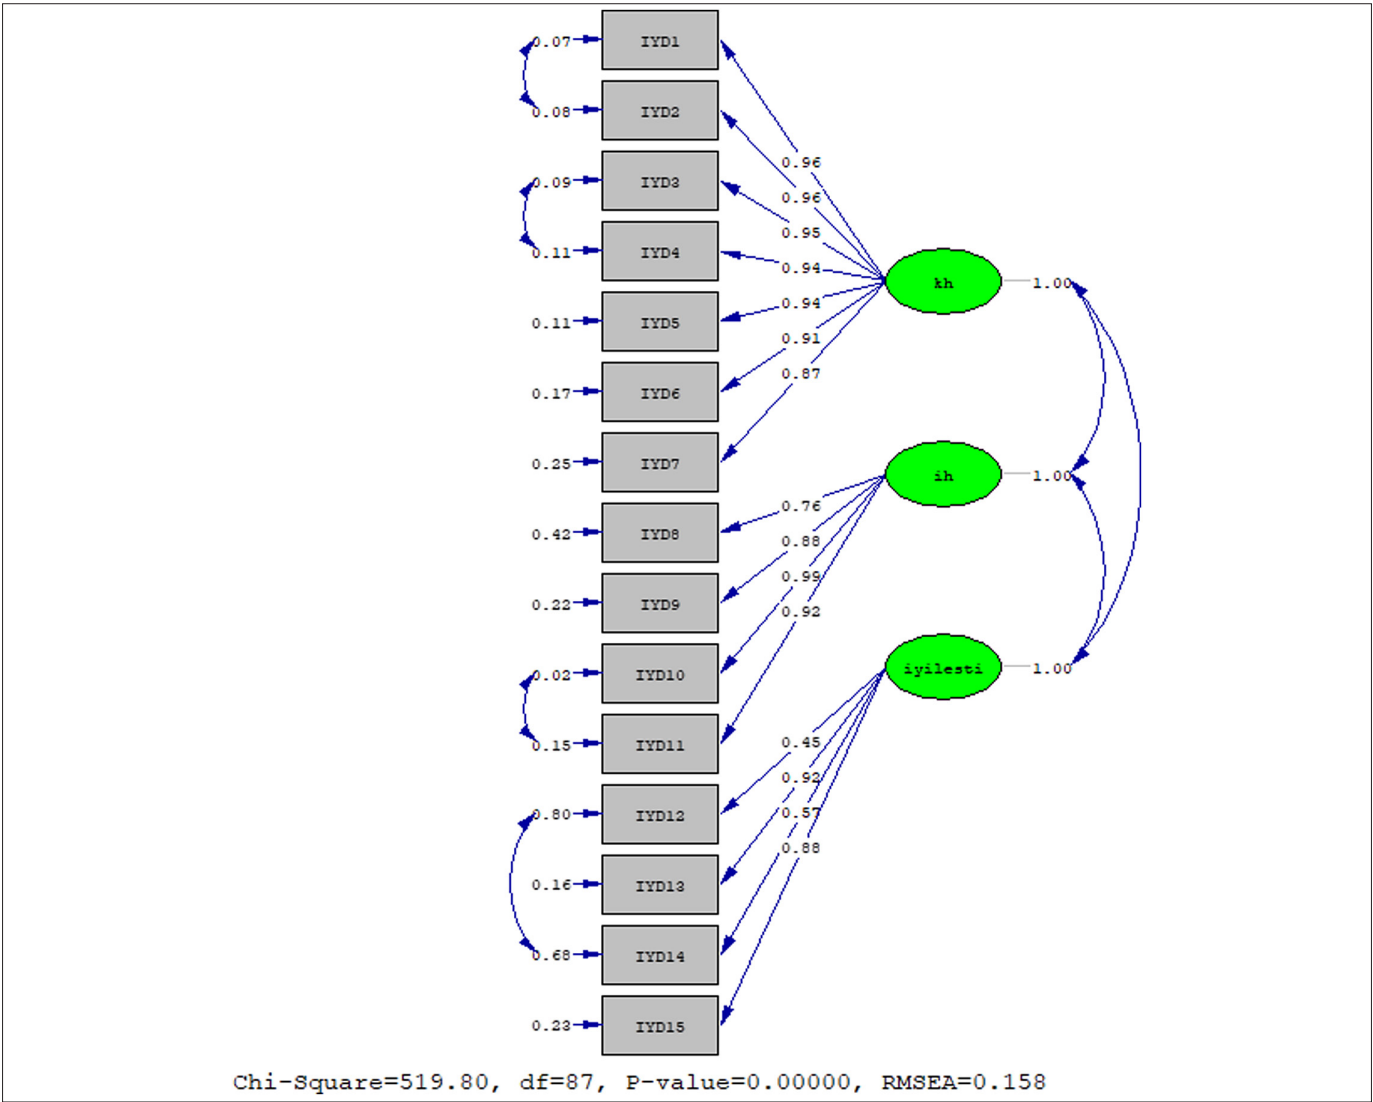 0.07 IYD1
0.08 IYD2
0.96
0.09 IYD3
0.96
0.95
0.11 IYD4
0.94
kh 1.00
0.94
0.11 IYD5
0.91
0.87
0.17 IYD6
0.25 IYD7
ih 1.00
0.76
0.42 IYD8
0.88
0.99
0.22 IYD9
0.92
iyilesti 1.00
0.02 IYD10
0.15 IYD11
0.45
0.92
0.80 IYD12
0.57
0.88
0.16 IYD13
0.68 IYD14
0.23 IYD15
Chi-Square=519.80, df=87, P-value=0.00000, RMSEA=0.158